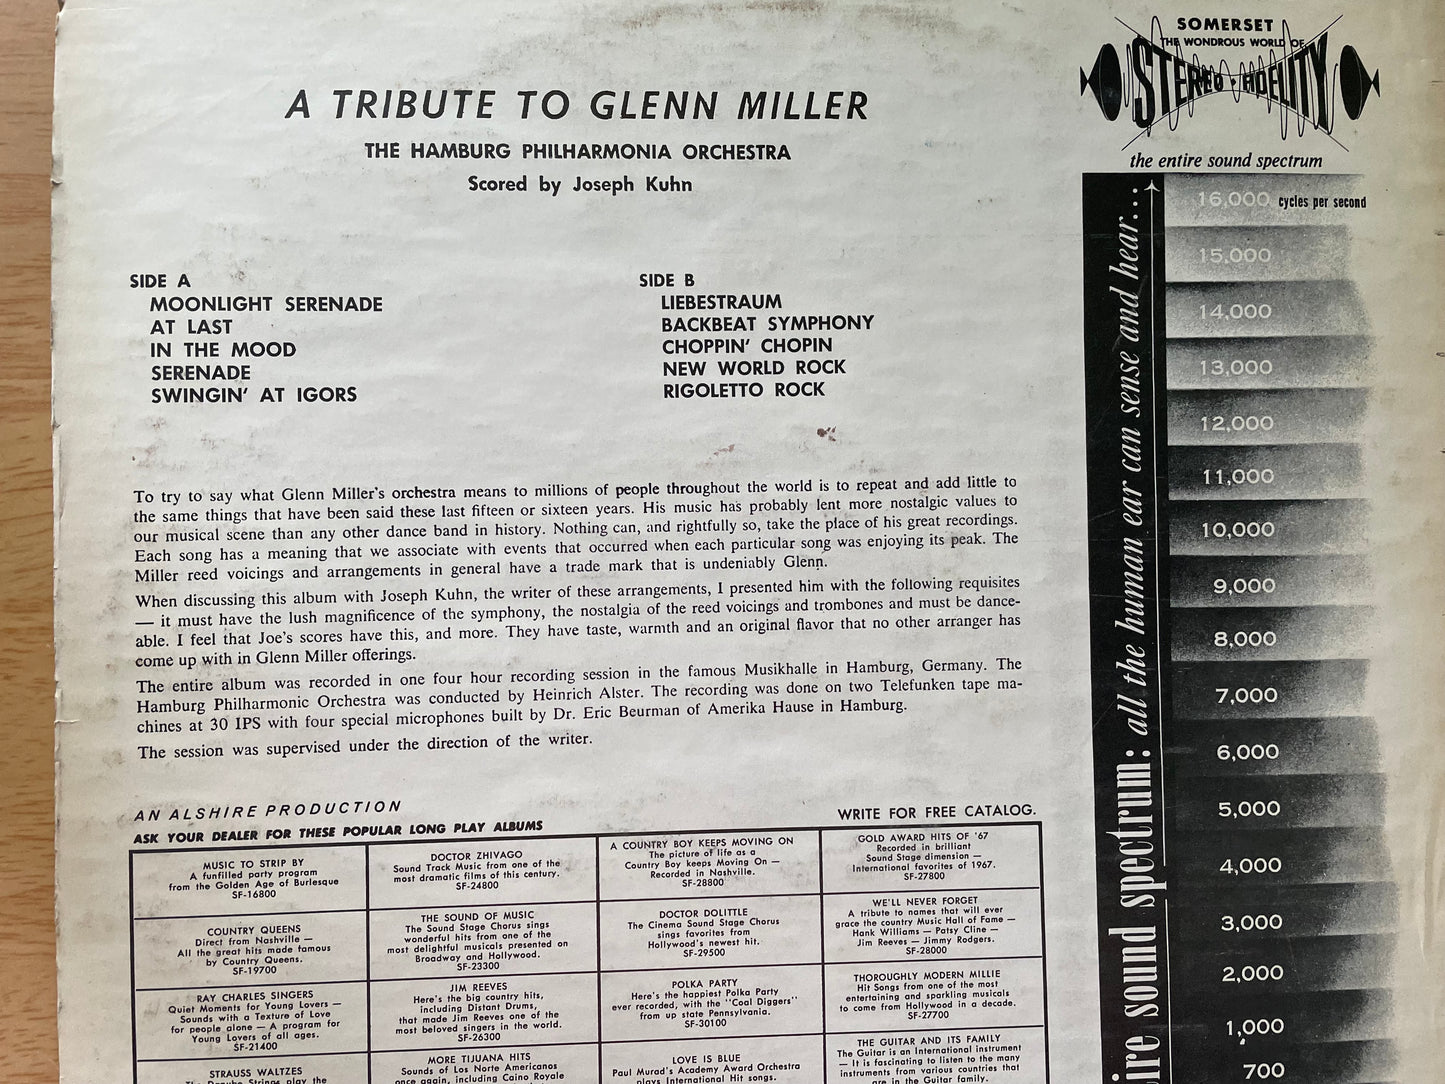 SOMERSET
THE WONDROUS WORLD OF
STEREO-FIDELITY
the entire sound spectrum
A TRIBUTE TO GLENN MILLER
THE HAMBURG PHILHARMONIA ORCHESTRA
Scored by Joseph Kuhn
SIDE A
MOONLIGHT SERENADE
AT LAST
IN THE MOOD
SERENADE
SWINGIN' AT IGORS
SIDE B
LIEBESTRAUM
BACKBEAT SYMPHONY
CHOPPIN' CHOPIN
NEW WORLD ROCK
RIGOLETTO ROCK
To try to say what Glenn Miller's orchestra means to millions of people throughout the world is to repeat and add little to
the same things that have been said these last fifteen or sixteen years. His music has probably lent more nostalgic values to
our musical scene than any other dance band in history. Nothing can, and rightfully so, take the place of his great recordings.
Each song has a meaning that we associate with events that occurred when each particular song was enjoying its peak. The
Miller reed voicings and arrangements in general have a trade mark that is undeniably Glenn.
When discussing this album with Joseph Kuhn, the writer of these arrangements, I presented him with the following requisites
— it must have the lush magnificence of the symphony, the nostalgia of the reed voicings and trombones and must be dance-
able. I feel that Joe's scores have this, and more. They have taste, warmth and an original flavor that no other arranger has
come up with in Glenn Miller offerings.
The entire album was recorded in one four hour recording session in the famous Musikhalle in Hamburg, Germany. The
Hamburg Philharmonic Orchestra was conducted by Heinrich Alster. The recording was done on two Telefunken tape ma-
chines at 30 IPS with four special microphones built by Dr. Eric Beurman of Amerika Hause in Hamburg.
The session was supervised under the direction of the writer.
AN ALSHIRE PRODUCTION
WRITE FOR FREE CATALOG.
ASK YOUR DEALER FOR THESE POPULAR LONG PLAY ALBUMS
MUSIC TO STRIP BY
A funfilled party program
from the Golden Age of Burlesque
SF-16800
DOCTOR ZHIVAGO
Sound Track Music from one of the
most dramatic films of this century.
SF-24800
A COUNTRY BOY KEEPS MOVING ON
The picture of life as a
Country Boy keeps Moving On —
Recorded in Nashville.
SF-28800
GOLD AWARD HITS OF '67
Recorded in brilliant
Sound Stage dimension —
International favorites of 1967.
SF-27800
COUNTRY QUEENS
Direct from Nashville —
All the great hits made famous
by Country Queens.
SF-19700
THE SOUND OF MUSIC
The Sound Stage Chorus sings
wonderful hits from one of the
most delightful musicals presented on
Broadway and Hollywood.
SF-23300
DOCTOR DOLITTLE
The Cinema Sound Stage Chorus
sings favorites from
Hollywood's newest hit.
SF-29500
WE'LL NEVER FORGET
A tribute to names that will ever
grace the country Music Hall of Fame —
Hank Williams — Patsy Cline —
Jim Reeves — Jimmy Rodgers.
SF-28000
RAY CHARLES SINGERS
Quiet Moments for Young Lovers —
Sounds with a Texture of Love
for people alone — A program for
Young Lovers of all ages.
SF-21400
JIM REEVES
Here's the big country hits,
including Distant Drums,
that made Jim Reeves one of the
most beloved singers in the world.
SF-26300
POLKA PARTY
Here's the happiest Polka Party
ever recorded, with the "Coal Diggers"
from up state Pennsylvania.
SF-30100
THOROUGHLY MODERN MILLIE
Hit Songs from one of the most
entertaining and sparkling musicals
to come from Hollywood in a decade.
SF-27700
STRAUSS WALTZES
The Danube Strings play the
MORE TIJUANA HITS
Sounds of Los Norte Americanos
once again, including Caino Royale
LOVE IS BLUE
Paul Murad's Academy Award Orchestra
plays International Hit songs.
THE GUITAR AND ITS FAMILY
The Guitar is an International instrument
— It is fascinating to listen to the many
instruments from various countries that
are in the Guitar family.
ire sound spectrum: all the human ear can sense and hear...
16,000 cycles per second
15,000
14,000
13,000
12,000
11,000
10,000
9,000
8,000
7,000
6,000
5,000
4,000
3,000
2,000
1,000
700